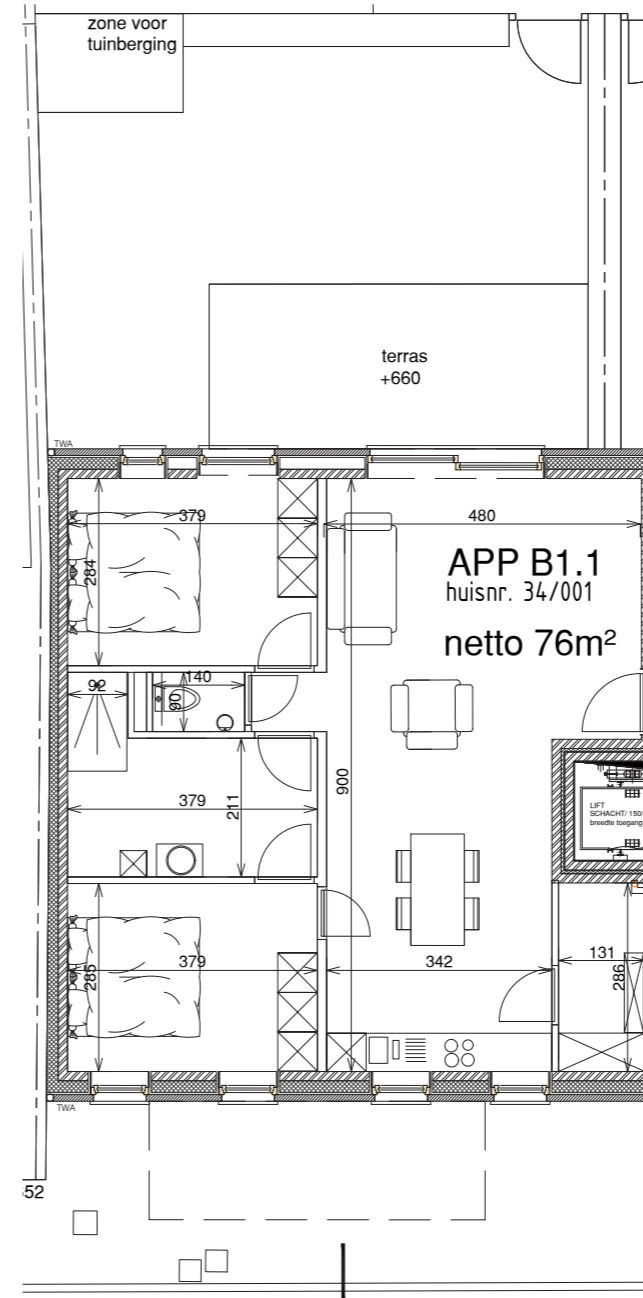 zone voor
tuinberging
terras
+660
TWA
379
480
284
APP B1.1
huisnr. 34/001
netto 76m²
92
140
90
900
379
211
LIFT
SCHACHT/ 150/
breedte toegang
379
285
342
131
286
TWA
52